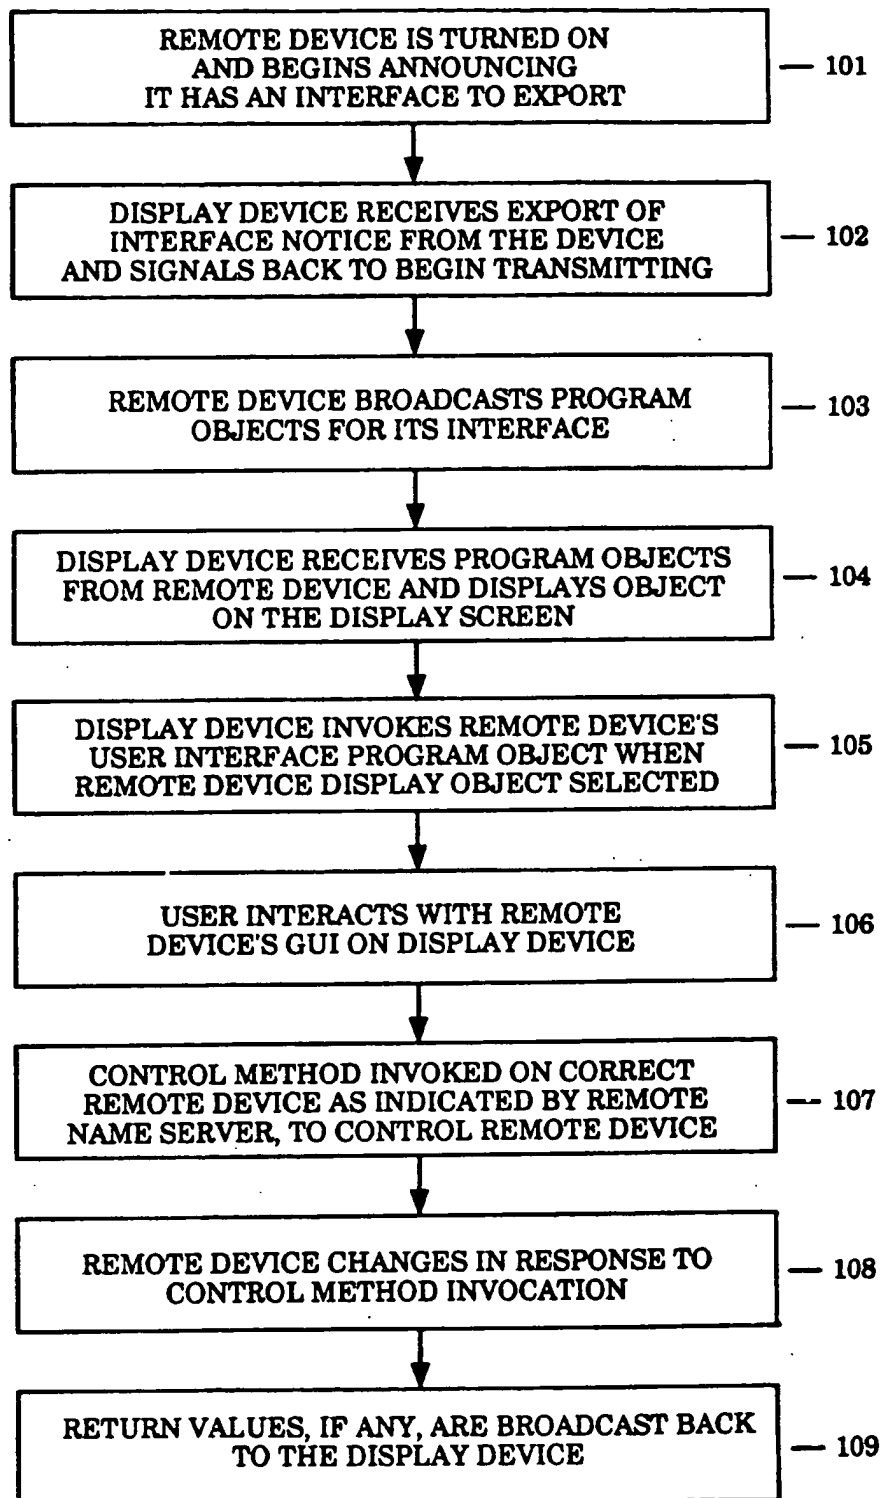 REMOTE DEVICE IS TURNED ON
AND BEGINS ANNOUNCING
IT HAS AN INTERFACE TO EXPORT
101
DISPLAY DEVICE RECEIVES EXPORT OF
INTERFACE NOTICE FROM THE DEVICE
AND SIGNALS BACK TO BEGIN TRANSMITTING
102
REMOTE DEVICE BROADCASTS PROGRAM
OBJECTS FOR ITS INTERFACE
103
DISPLAY DEVICE RECEIVES PROGRAM OBJECTS
FROM REMOTE DEVICE AND DISPLAYS OBJECT
ON THE DISPLAY SCREEN
104
DISPLAY DEVICE INVOKES REMOTE DEVICE'S
USER INTERFACE PROGRAM OBJECT WHEN
REMOTE DEVICE DISPLAY OBJECT SELECTED
105
USER INTERACTS WITH REMOTE
DEVICE'S GUI ON DISPLAY DEVICE
106
CONTROL METHOD INVOKED ON CORRECT
REMOTE DEVICE AS INDICATED BY REMOTE
NAME SERVER, TO CONTROL REMOTE DEVICE
107
REMOTE DEVICE CHANGES IN RESPONSE TO
CONTROL METHOD INVOCATION
108
RETURN VALUES, IF ANY, ARE BROADCAST BACK
TO THE DISPLAY DEVICE
109